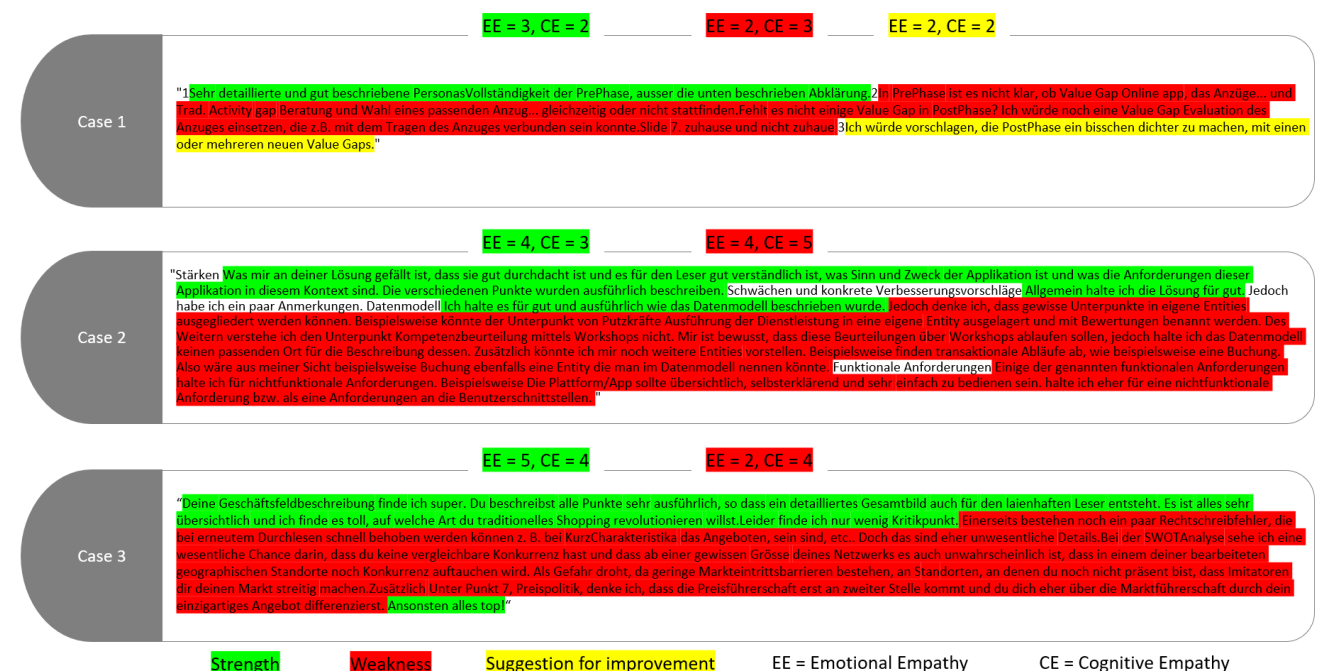 EE = 3, CE = 2 EE = 2, CE = 3 EE = 2, CE = 2
Case 1
"1Sehr detaillierte und gut beschriebene PersonasVollständigkeit der PrePhase, ausser die unten beschrieben Abklärung.2In PrePhase ist es nicht klar, ob Value Gap Online app, das Anzüge... und
Trad. Activity gap Beratung und Wahl eines passenden Anzug... gleichzeitig oder nicht stattfinden.Fehlt es nicht einige Value Gap in PostPhase? Ich würde noch eine Value Gap Evaluation des
Anzuges einsetzen, die z.B. mit dem Tragen des Anzuges verbunden sein konnte.Slide 7. zuhause und nicht zuhaue 3Ich würde vorschlagen, die PostPhase ein bisschen dichter zu machen, mit einen
oder mehreren neuen Value Gaps."
EE = 4, CE = 3 EE = 4, CE = 5
Case 2
"Stärken Was mir an deiner Lösung gefällt ist, dass sie gut durchdacht ist und es für den Leser gut verständlich ist, was Sinn und Zweck der Applikation ist und was die Anforderungen dieser
Applikation in diesem Kontext sind. Die verschiedenen Punkte wurden ausführlich beschreiben. Schwächen und konkrete Verbesserungsvorschläge Allgemein halte ich die Lösung für gut. Jedoch
habe ich ein paar Anmerkungen. Datenmodell Ich halte es für gut und ausführlich wie das Datenmodell beschrieben wurde. Jedoch denke ich, dass gewisse Unterpunkte in eigene Entities
ausgegliedert werden können. Beispielsweise könnte der Unterpunkt von Putzkräfte Ausführung der Dienstleistung in eine eigene Entity ausgelagert und mit Bewertungen benannt werden. Des
Weitern verstehe ich den Unterpunkt Kompetenzbeurteilung mittels Workshops nicht. Mir ist bewusst, dass diese Beurteilungen über Workshops ablaufen sollen, jedoch halte ich das Datenmodell
keinen passenden Ort für die Beschreibung dessen. Zusätzlich könnte ich mir noch weitere Entities vorstellen. Beispielsweise finden transaktionale Abläufe ab, wie beispielsweise eine Buchung.
Also wäre aus meiner Sicht beispielsweise Buchung ebenfalls eine Entity die man im Datenmodell nennen könnte. Funktionale Anforderungen Einige der genannten funktionalen Anforderungen
halte ich für nichtfunktionale Anforderungen. Beispielsweise Die Plattform/App sollte übersichtlich, selbsterklärend und sehr einfach zu bedienen sein. halte ich eher für eine nichtfunktionale
Anforderung bzw. als eine Anforderungen an die Benutzerschnittstellen. "
EE = 5, CE = 4 EE = 2, CE = 4
Case 3
“Deine Geschäftsfeldbeschreibung finde ich super. Du beschreibst alle Punkte sehr ausführlich, so dass ein detailliertes Gesamtbild auch für den laienhaften Leser entsteht. Es ist alles sehr
übersichtlich und ich finde es toll, auf welche Art du traditionelles Shopping revolutionieren willst.Leider finde ich nur wenig Kritikpunkt. Einerseits bestehen noch ein paar Rechtschreibfehler, die
bei erneutem Durchlesen schnell behoben werden können z. B. bei KurzCharakteristika das Angeboten, sein sind, etc.. Doch das sind eher unwesentliche Details.Bei der SWOTAnalyse sehe ich eine
wesentliche Chance darin, dass du keine vergleichbare Konkurrenz hast und dass ab einer gewissen Grösse deines Netzwerks es auch unwahrscheinlich ist, dass in einem deiner bearbeiteten
geographischen Standorte noch Konkurrenz auftauchen wird. Als Gefahr droht, da geringe Markteintrittsbarrieren bestehen, an Standorten, an denen du noch nicht präsent bist, dass Imitatoren
dir deinen Markt streitig machen.Zusätzlich Unter Punkt 7, Preispolitik, denke ich, dass die Preisführerschaft erst an zweiter Stelle kommt und du dich eher über die Marktführerschaft durch dein
einzigartiges Angebot differenzierst. Ansonsten alles top!“
Strength Weakness Suggestion for improvement EE = Emotional Empathy CE = Cognitive Empathy